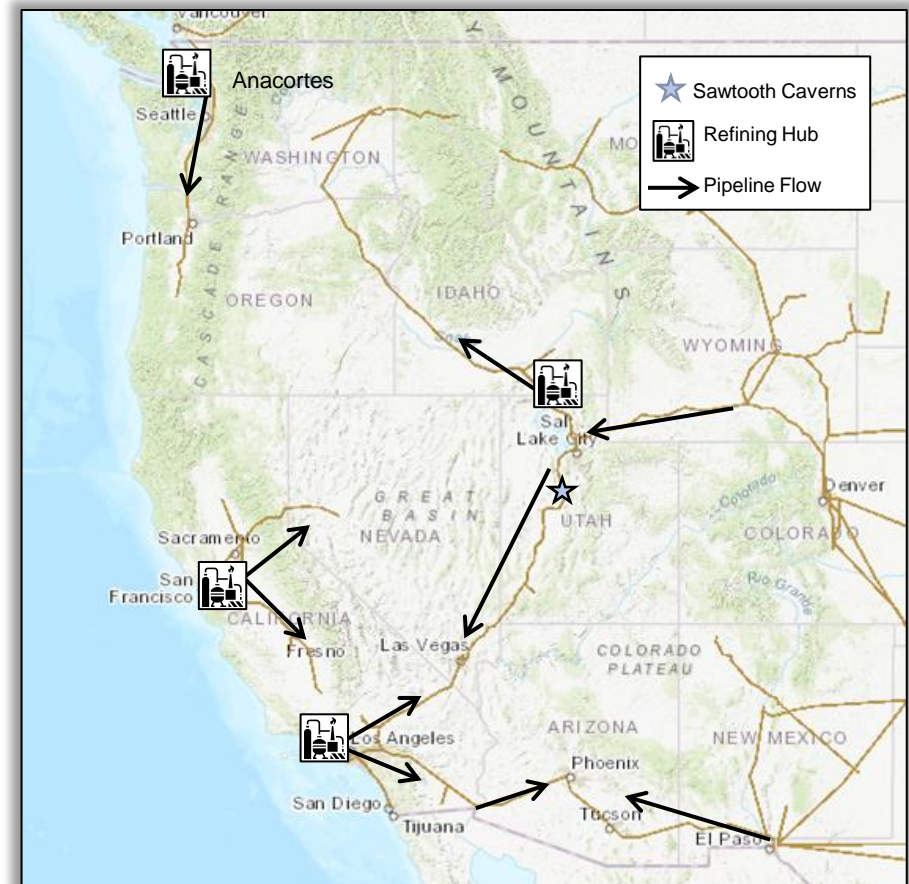 Vancouver
Anacortes
Seattle
WASHINGTON
CASCADE RANGE
Portland
OREGON
IDAHO
Y MOUNTAINS
MO
Sawtooth Caverns
Refining Hub
Pipeline Flow
WYOMING
Sal
Lake City
GREAT
BASIN
NEVADA
UTAH
Colorado
Denver
COLORADO
Sacramento
San
Francisco
CALIFORNIA
Fresno
Las Vegas
Rio Grande
COLORADO
PLATEAU
Los Angeles
ARIZONA
NEW MEXICO
Phoenix
San Diego
Tijuana
Tucson
El Paso